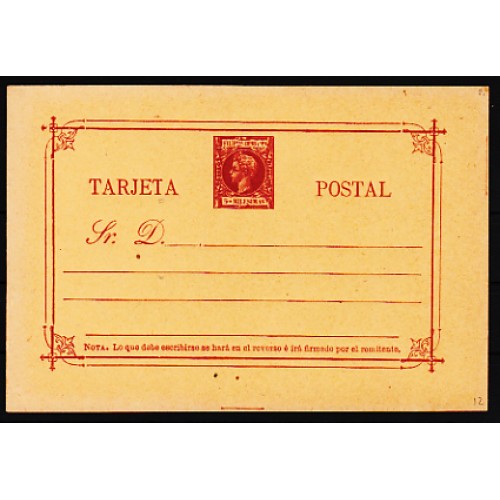 TARJETA POSTAL
Sr. D.
NOTA. Lo que debe escribirse se hará en el reverso é irá firmado por el remitente.
12